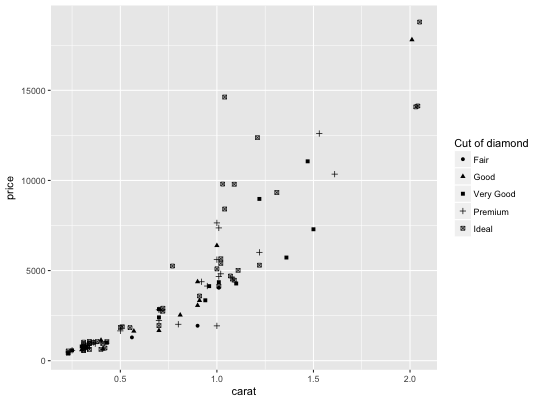 15000
10000
5000
0
price
0.5 1.0 1.5 2.0
carat
Cut of diamond
Fair
Good
Very Good
Premium
Ideal